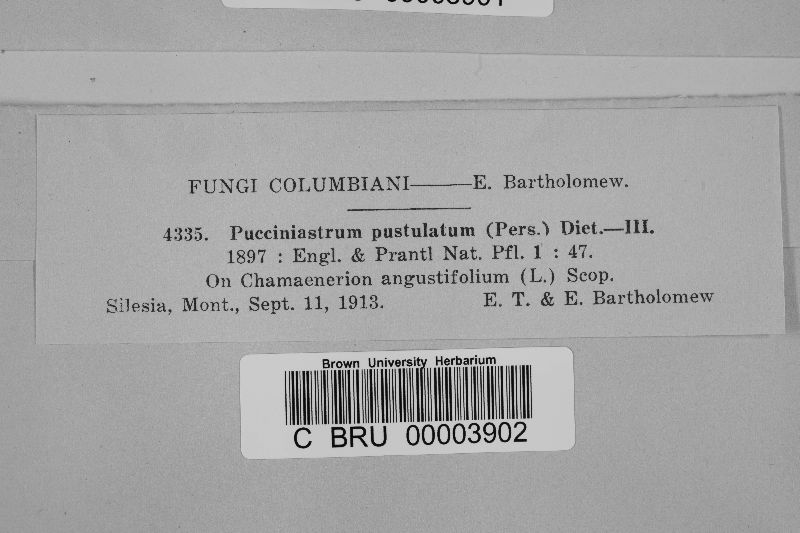 FUNGI COLUMBIANI——E. Bartholomew.
4335. Pucciniastrum pustulatum (Pers.) Diet.—III.
1897 : Engl. & Prantl Nat. Pfl. 1 : 47.
On Chamaenerion angustifolium (L.) Scop.
Silesia, Mont., Sept. 11, 1913. E. T. & E. Bartholomew
Brown University Herbarium
C BRU 00003902